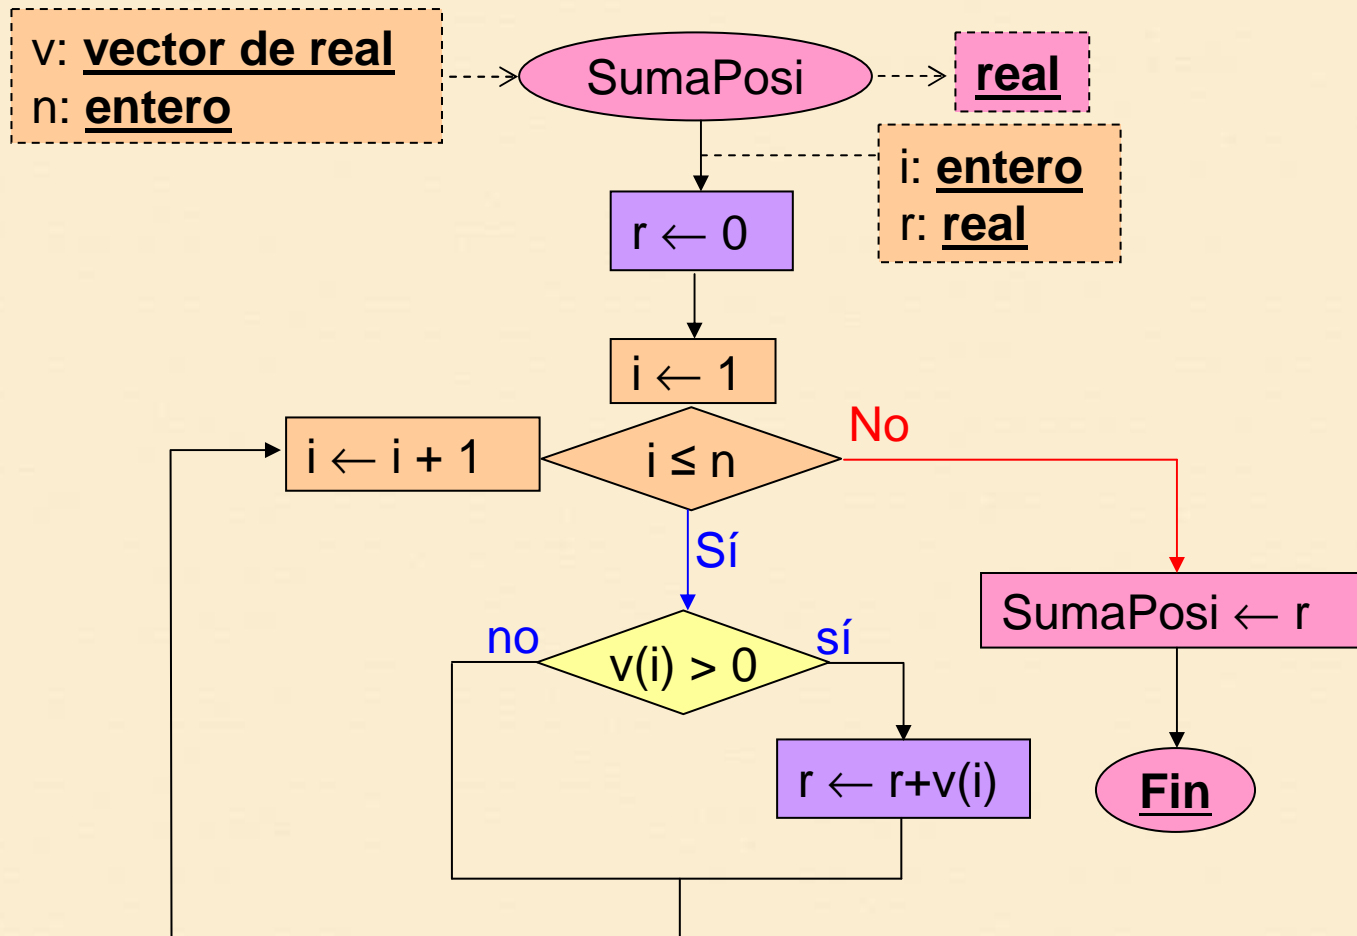 v: vector de real
n: entero
SumaPosi
real
i: entero
r: real
r ← 0
i ← 1
i ← i + 1
i ≤ n
No
Sí
no
v(i) > 0
sí
SumaPosi ← r
r ← r+v(i)
Fin